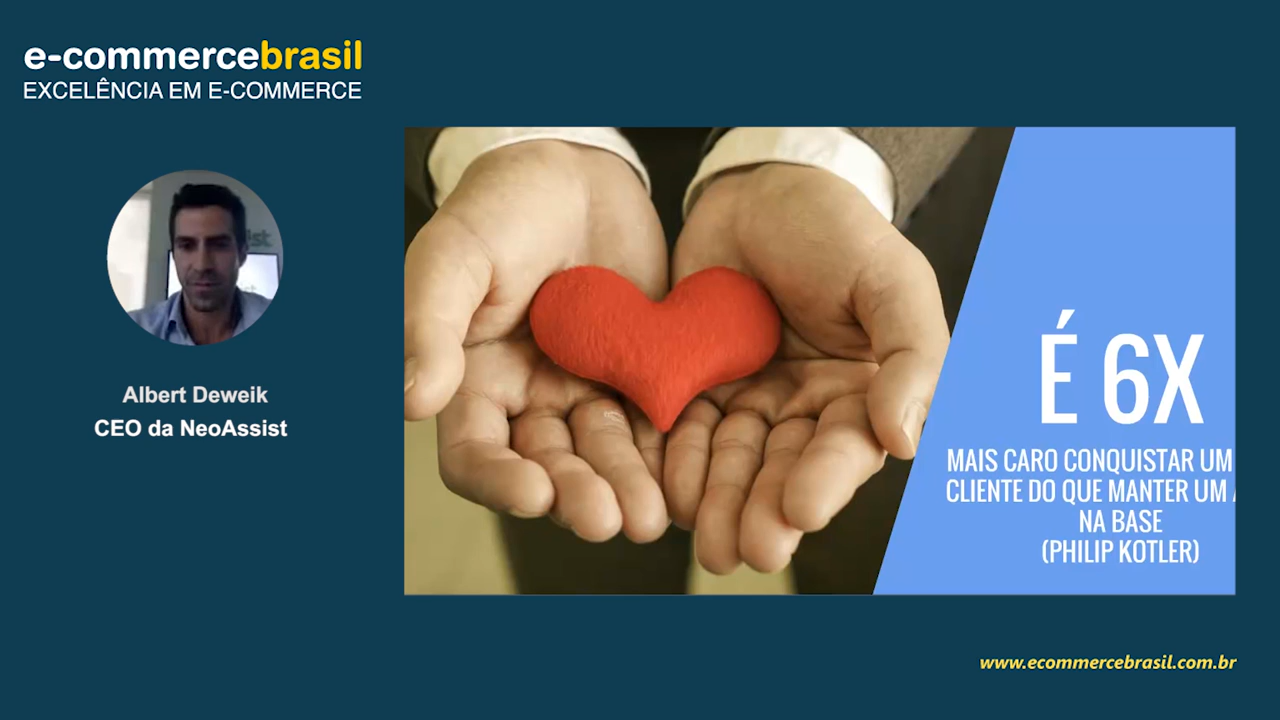 e-commercebrasil
EXCELÊNCIA EM E-COMMERCE
Albert Deweik
CEO da NeoAssist
É 6X
MAIS CARO CONQUISTAR UM
CLIENTE DO QUE MANTER UM
NA BASE
(PHILIP KOTLER)
www.ecommercebrasil.com.br